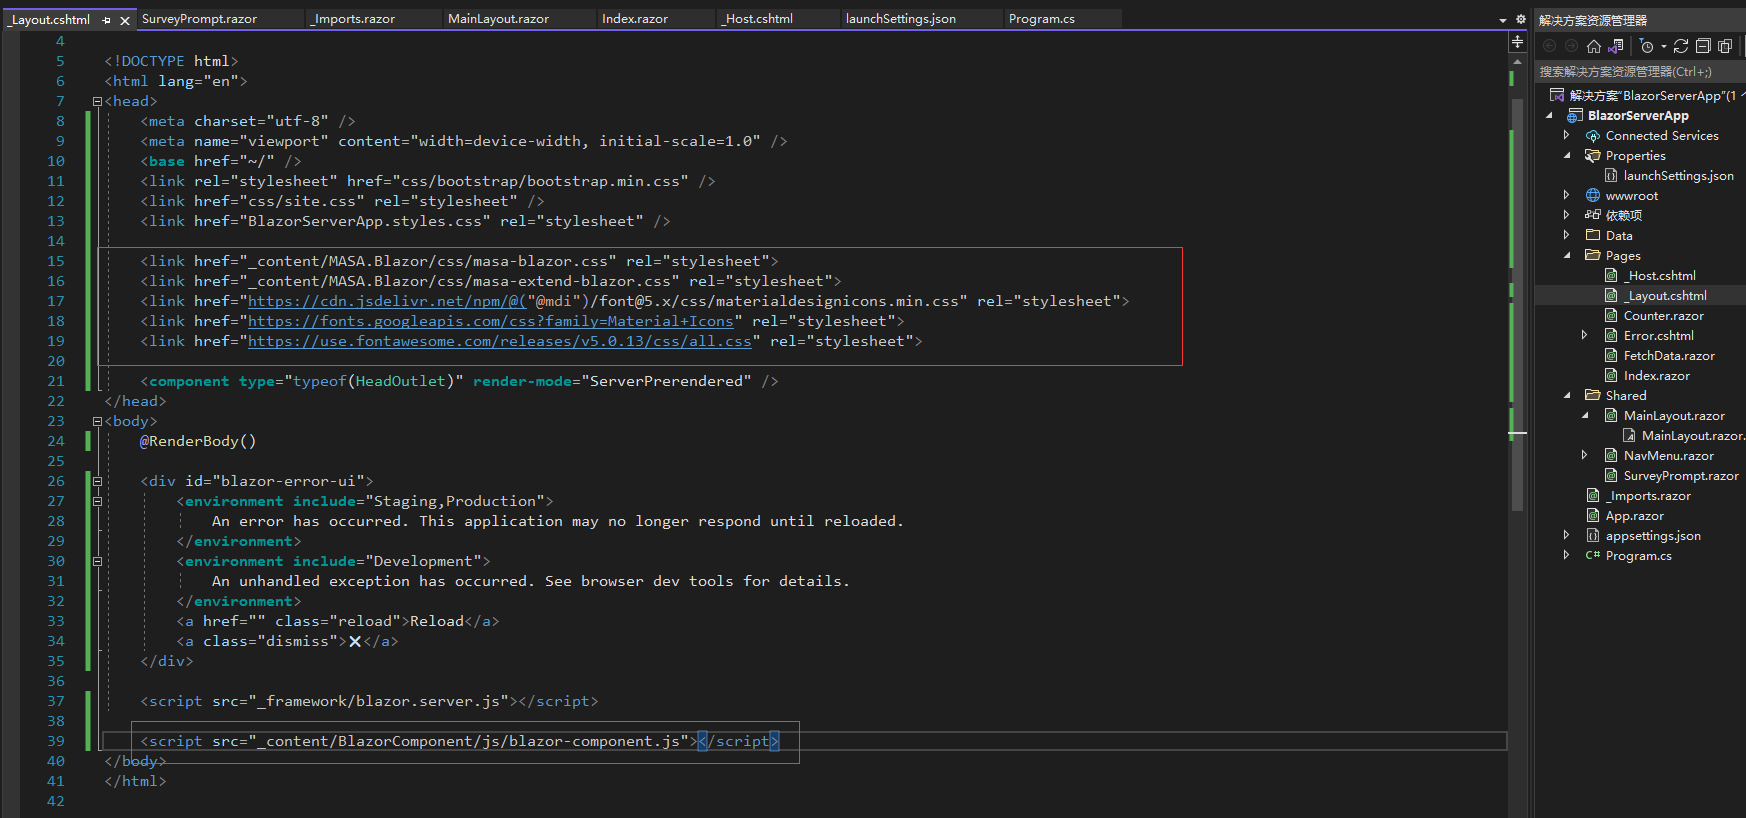 _Layout.cshtml
SurveyPrompt.razor
_Imports.razor
MainLayout.razor
Index.razor
_Host.cshtml
launchSettings.json
Program.cs
4
5 <!DOCTYPE html>
6 <html lang="en">
7 <head>
8 <meta charset="utf-8" />
9 <meta name="viewport" content="width=device-width, initial-scale=1.0" />
10 <base href="~/" />
11 <link rel="stylesheet" href="css/bootstrap/bootstrap.min.css" />
12 <link href="css/site.css" rel="stylesheet" />
13 <link href="BlazorServerApp.styles.css" rel="stylesheet" />
14
15 <link href="_content/MASA.Blazor/css/masa-blazor.css" rel="stylesheet">
16 <link href="_content/MASA.Blazor/css/masa-extend-blazor.css" rel="stylesheet">
17 <link href="https://cdn.jsdelivr.net/npm/@("@mdi")/font@5.x/css/materialdesignicons.min.css" rel="stylesheet">
18 <link href="https://fonts.googleapis.com/css?family=Material+Icons" rel="stylesheet">
19 <link href="https://use.fontawesome.com/releases/v5.0.13/css/all.css" rel="stylesheet">
20
21 <component type="typeof(HeadOutlet)" render-mode="ServerPrerendered" />
22 </head>
23 <body>
24 @RenderBody()
25
26 <div id="blazor-error-ui">
27 <environment include="Staging,Production">
28 An error has occurred. This application may no longer respond until reloaded.
29 </environment>
30 <environment include="Development">
31 An unhandled exception has occurred. See browser dev tools for details.
32 </environment>
33 <a href="" class="reload">Reload</a>
34 <a class="dismiss">🗙</a>
35 </div>
36
37 <script src="_framework/blazor.server.js"></script>
38
39 <script src="_content/BlazorComponent/js/blazor-component.js"></script>
40 </body>
41 </html>
42
解决方案资源管理器
搜索解决方案资源管理器(Ctrl+;)
解决方案"BlazorServerApp"(1
BlazorServerApp
Connected Services
Properties
launchSettings.json
wwwroot
依赖项
Data
Pages
_Host.cshtml
_Layout.cshtml
Counter.razor
Error.cshtml
FetchData.razor
Index.razor
Shared
MainLayout.razor
MainLayout.razor.
NavMenu.razor
SurveyPrompt.razor
_Imports.razor
App.razor
appsettings.json
C# Program.cs